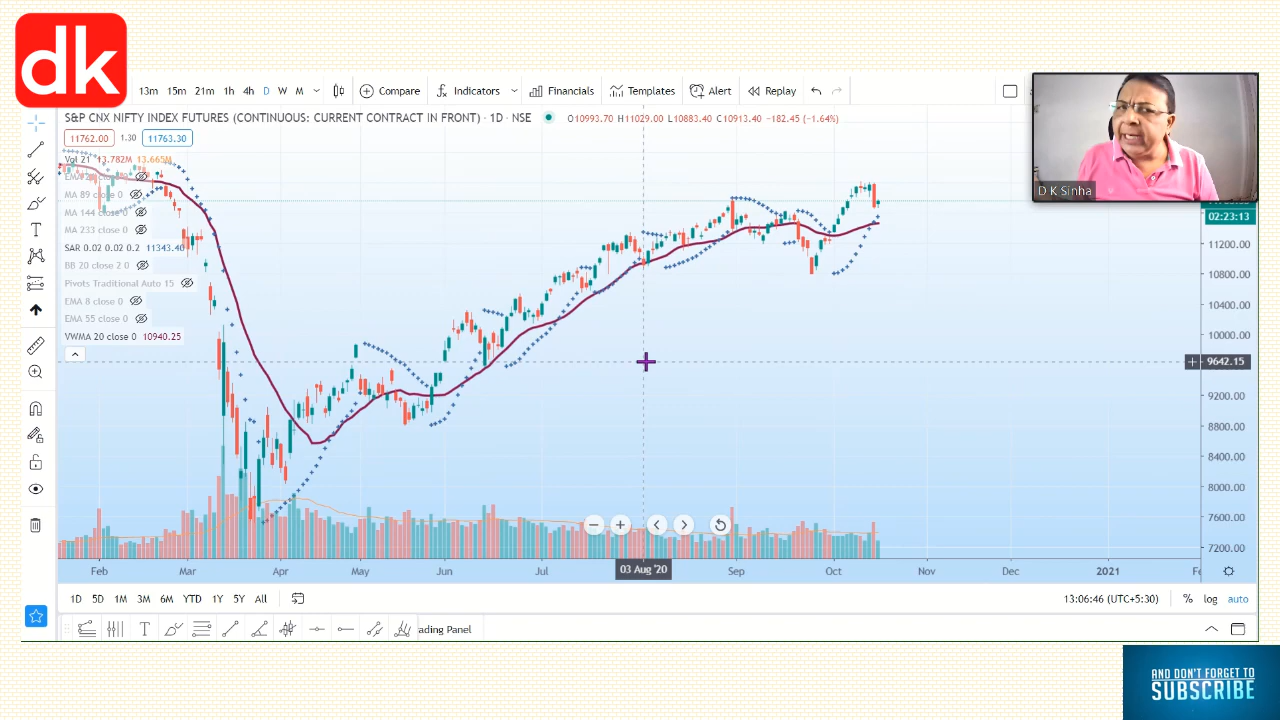 dk
13m 15m 21m 1h 4h D W M Compare Indicators Financials Templates Alert Replay
S&P CNX NIFTY INDEX FUTURES (CONTINUOUS: CURRENT CONTRACT IN FRONT) · 1D · NSE O10993.70 H11029.00 L10883.40 C10913.40 -182.45 (-1.64%)
11762.00 1.30 11763.30
Vol 21 13.782M 13.665M
MA 89 close 0
MA 144 close 0
MA 233 close 0
SAR 0.02 0.02 0.2 11343.40
BB 20 close 2 0
Pivots Traditional Auto 15
EMA 8 close 0
EMA 55 close 0
VWMA 20 close 0 10940.25
D K Sinha
02:23:13
11200.00
10800.00
10400.00
10000.00
9642.15
9200.00
8800.00
8400.00
8000.00
7600.00
7200.00
Feb Mar Apr May Jun Jul 03 Aug '20 Sep Oct Nov Dec 2021
1D 5D 1M 3M 6M YTD 1Y 5Y All 13:06:46 (UTC+5:30) % log auto
T ading Panel
AND DON'T FORGET TO
SUBSCRIBE